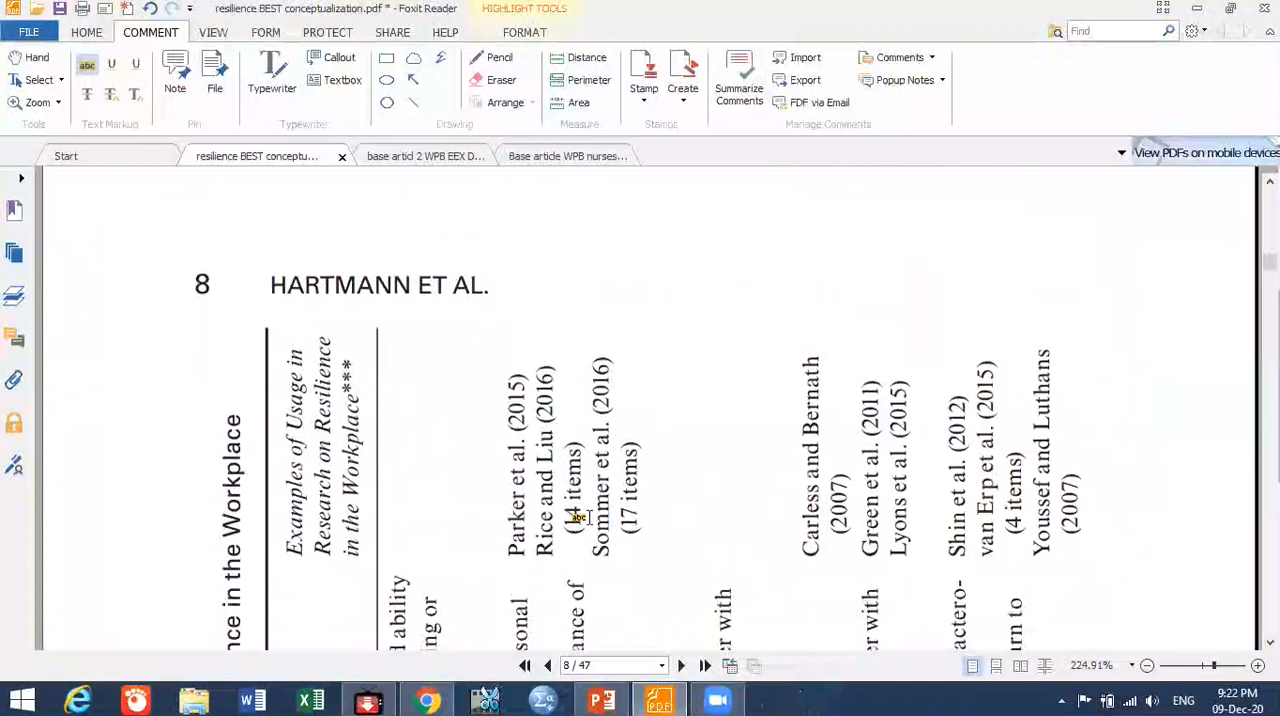 resilience BEST conceptualization.pdf * - Foxit Reader
HIGHLIGHT TOOLS
FILE
HOME
COMMENT
VIEW
FORM
PROTECT
SHARE
HELP
FORMAT
Find
Hand
Select
Zoom
Tools
abc
U
U
T
T
T
Text Markup
Note
File
Pin
Typewriter
Callout
Textbox
Typewriter
Pencil
Eraser
Arrange
Drawing
Distance
Perimeter
Area
Measure
Stamp
Create
Stamp
Summarize
Comments
Import
Export
FDF via Email
Manage Comments
Comments
Popup Notes
Start
resilience BEST conceptu...
base articl 2 WPB EEX D...
Base article WPB nurses...
View PDFs on mobile devices
8
HARTMANN ET AL.
nce in the Workplace
Examples of Usage in
Research on Resilience
in the Workplace***
d ability
ng or
Parker et al. (2015)
Rice and Liu (2016)
(14 items)
Sommer et al. (2016)
(17 items)
sonal
ance of
er with
Carless and Bernath
(2007)
Green et al. (2011)
Lyons et al. (2015)
er with
Shin et al. (2012)
van Erp et al. (2015)
(4 items)
Youssef and Luthans
(2007)
actero-
urn to
8 / 47
224.91%
ENG
9:22 PM
09-Dec-20